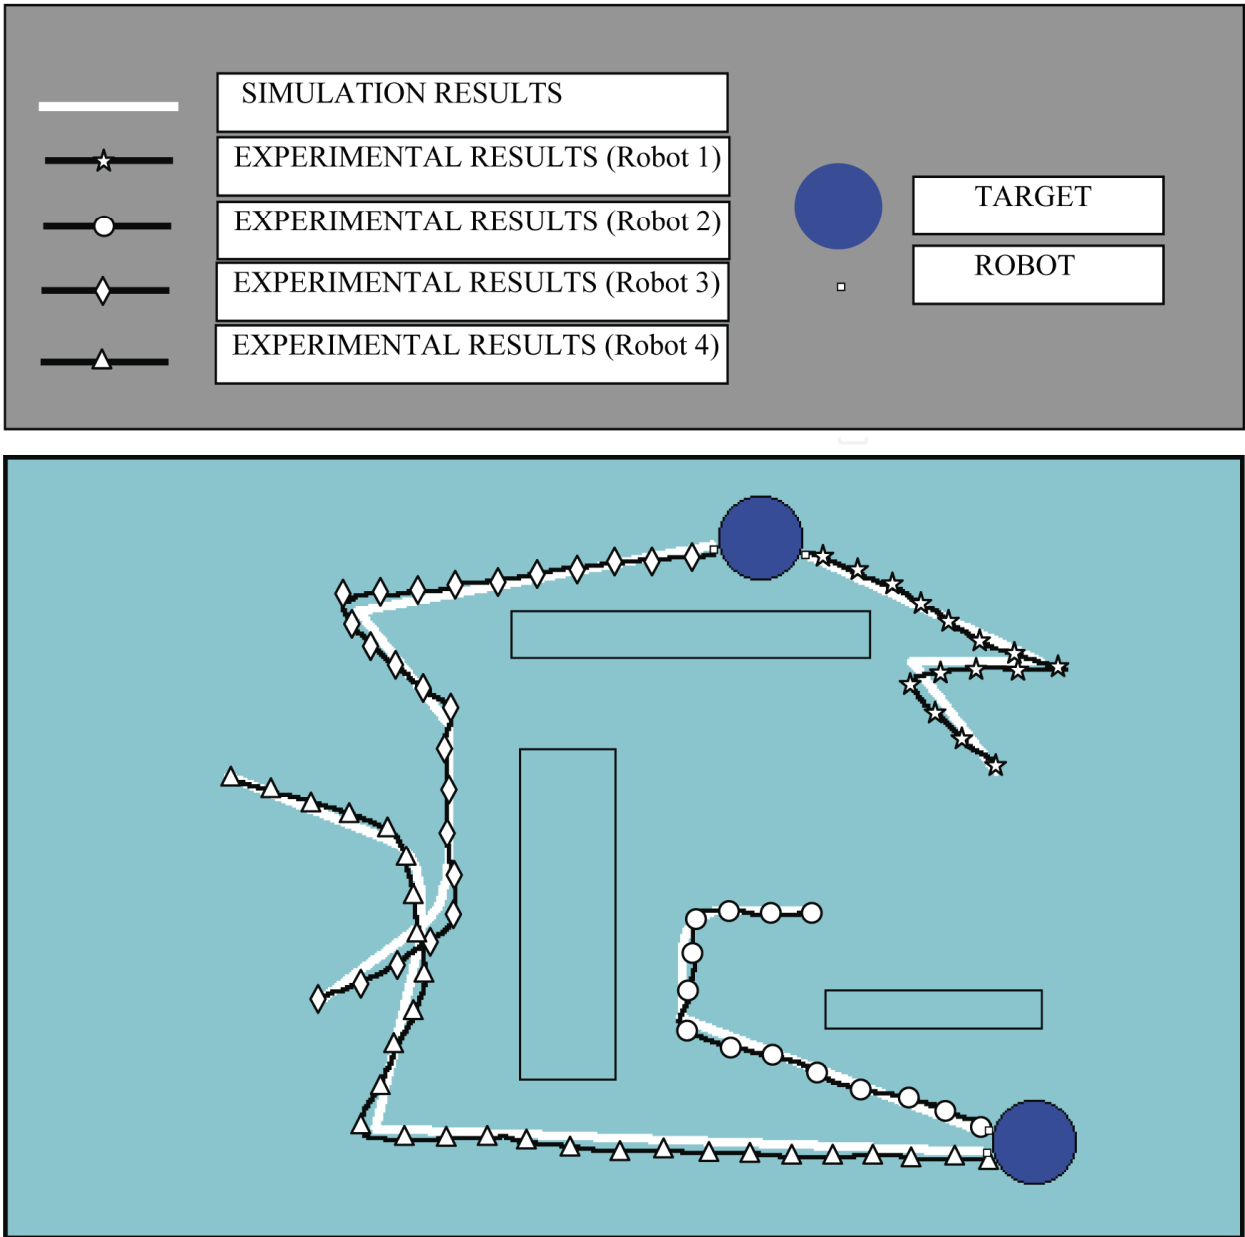 SIMULATION RESULTS
EXPERIMENTAL RESULTS (Robot 1)
EXPERIMENTAL RESULTS (Robot 2)
EXPERIMENTAL RESULTS (Robot 3)
EXPERIMENTAL RESULTS (Robot 4)
TARGET
ROBOT